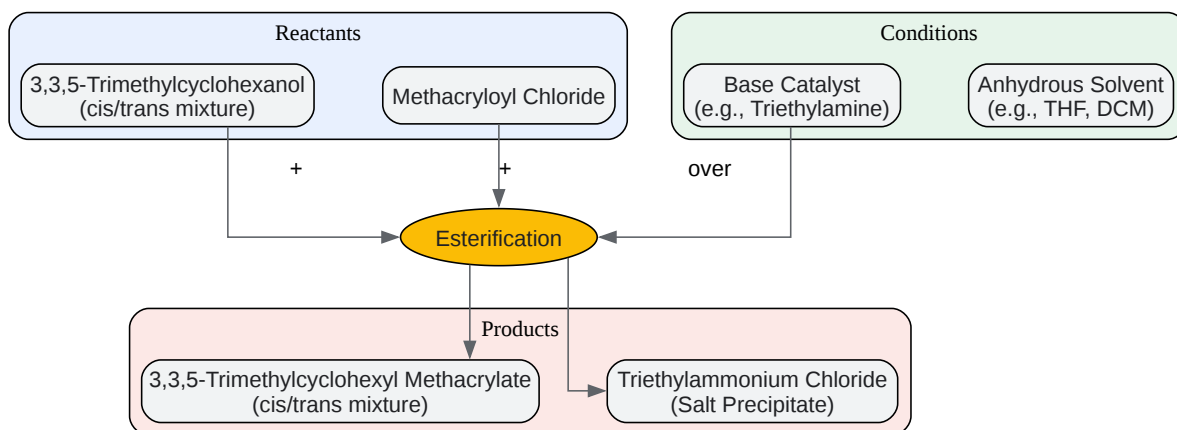 Reactants
Conditions
3,3,5-Trimethylcyclohexanol
(cis/trans mixture)
Methacryloyl Chloride
Base Catalyst
(e.g., Triethylamine)
Anhydrous Solvent
(e.g., THF, DCM)
+
+
over
Esterification
Products
3,3,5-Trimethylcyclohexyl Methacrylate
(cis/trans mixture)
Triethylammonium Chloride
(Salt Precipitate)